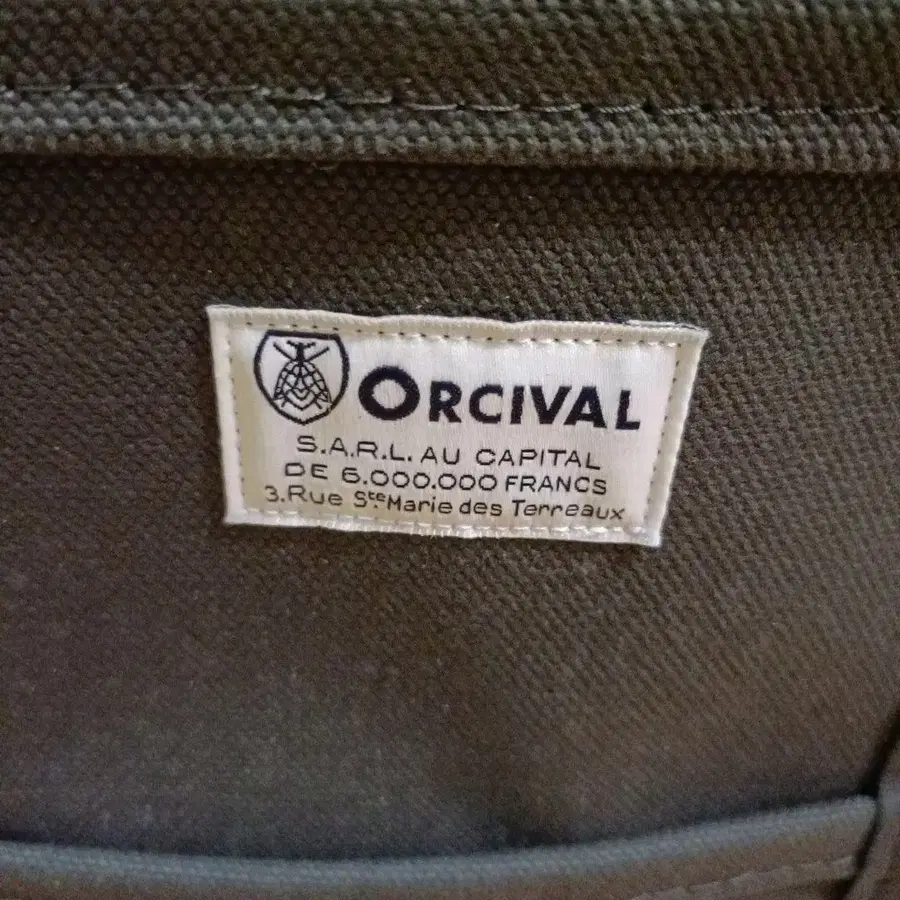 ORCIVAL
S.A.R.L. AU CAPITAL
DE 6.000.000 FRANCS
3.Rue Ste Marie des Terreaux